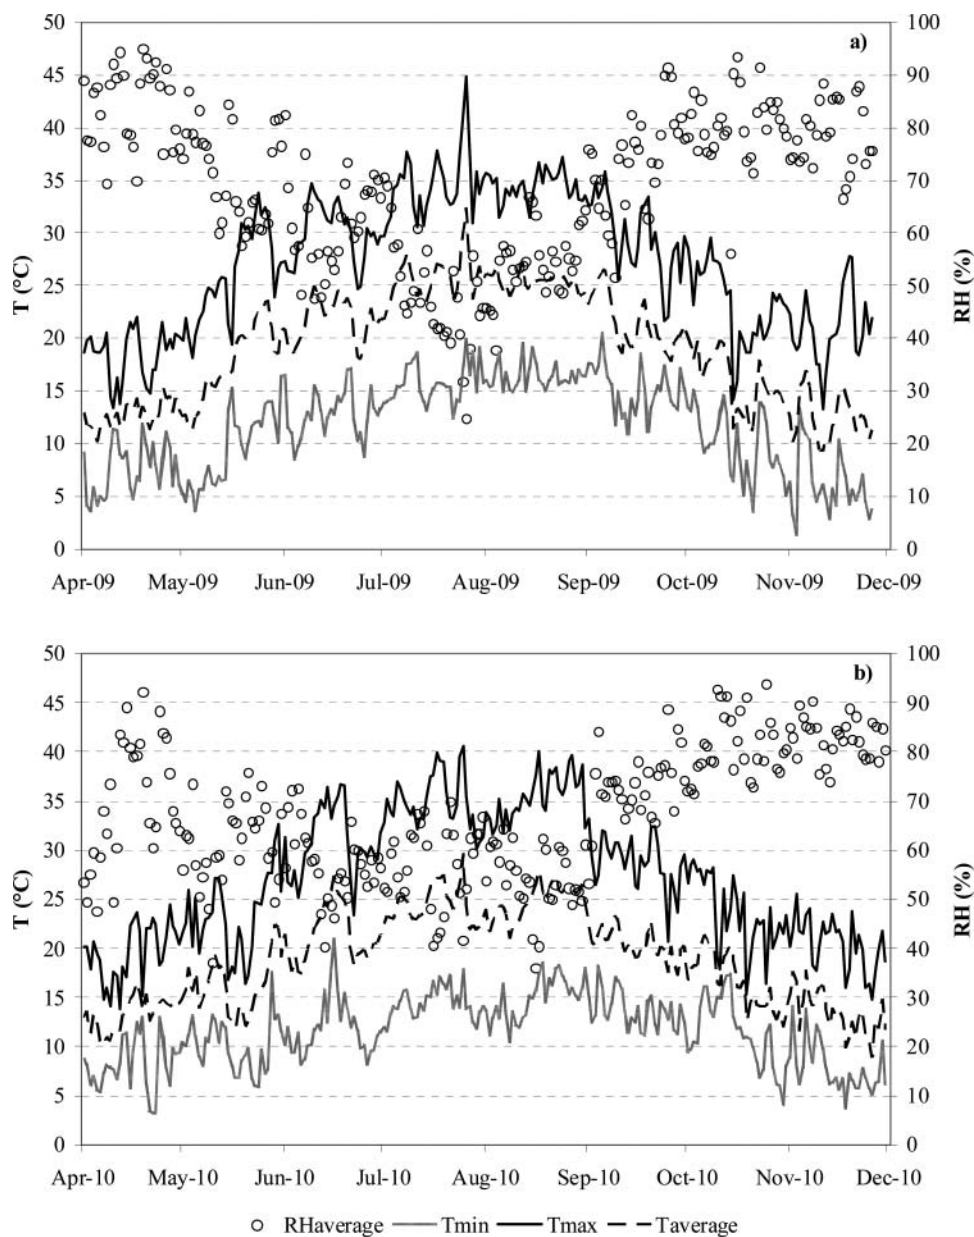 50 100
a)
45 90
40 80
35 70
30 60
T (°C) 25 50 RH (%)
20 40
15 30
10 20
5 10
0 0
Apr-09 May-09 Jun-09 Jul-09 Aug-09 Sep-09 Oct-09 Nov-09 Dec-09
50 100
b)
45 90
40 80
35 70
30 60
T (°C) 25 50 RH (%)
20 40
15 30
10 20
5 10
0 0
Apr-10 May-10 Jun-10 Jul-10 Aug-10 Sep-10 Oct-10 Nov-10 Dec-10
RHaverage Tmin Tmax Taverage